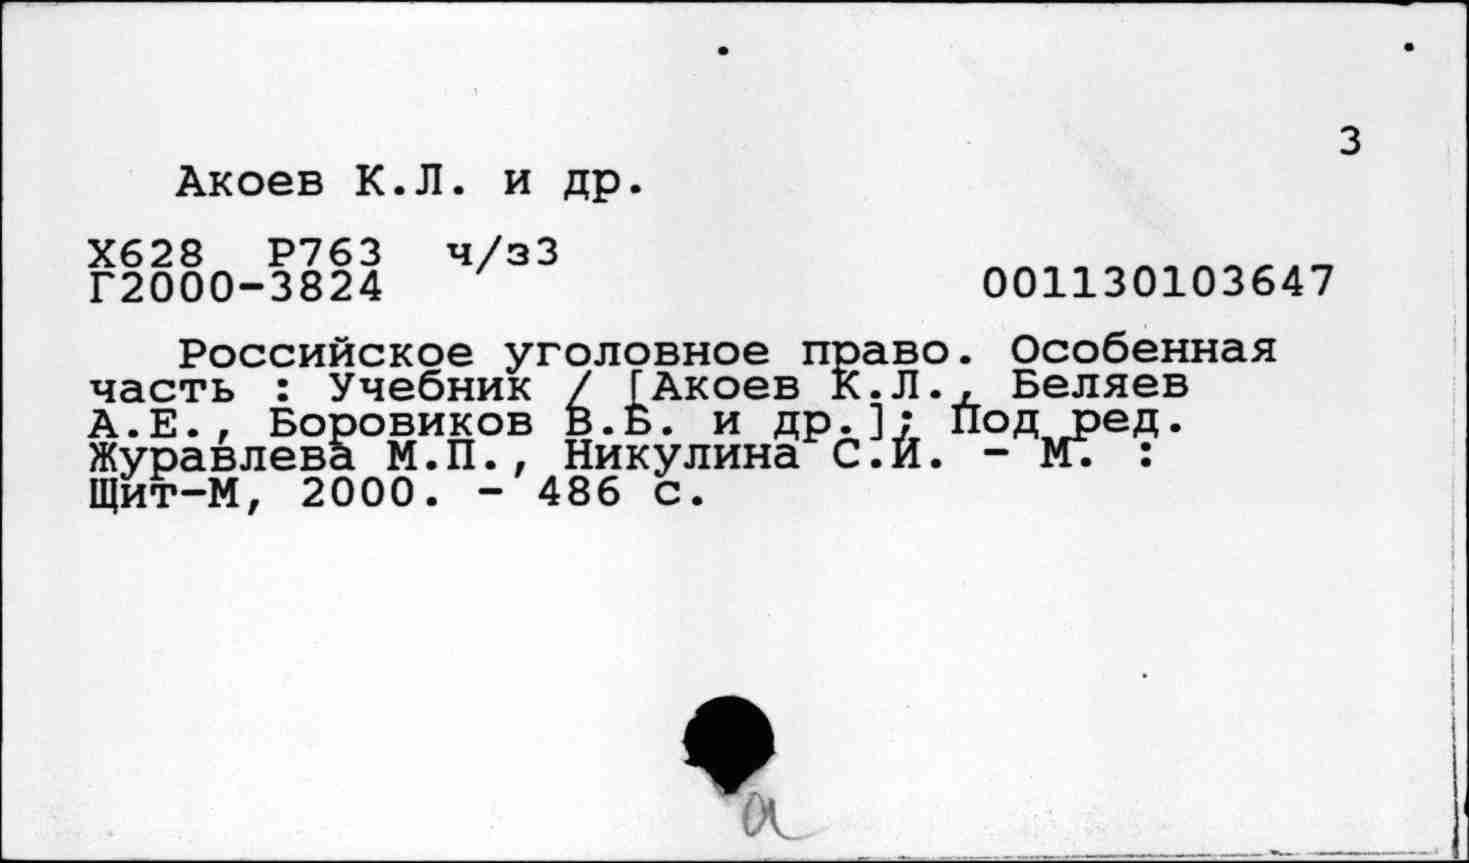 3
Акоев К.Л. и др.
Х628 Р763 ч/з3
Г2000-3824 001130103647
Российское уголовное право. Особенная
часть : Учебник / [Акоев К.Л., Беляев
А.Е., Боровиков В.Б. и др.]; Под ред.
Журавлева М.П., Никулина С.И. - М. :
Щит-М, 2000. - 486 с.